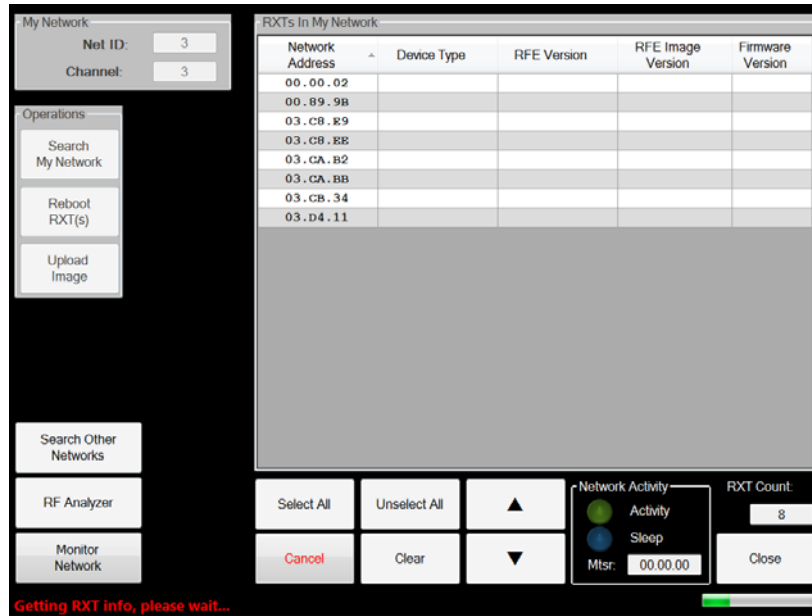 My Network
Net ID: 3
Channel: 3
Operations
Search
My Network
Reboot
RXT(s)
Upload
Image
Search Other
Networks
RF Analyzer
Monitor
Network
RXTs In My Network
Network
Address
Device Type
RFE Version
RFE Image
Version
Firmware
Version
00.00.02
00.89.9B
03.C8.E9
03.C8.EE
03.CA.B2
03.CA.BB
03.CB.34
03.D4.11
Select All
Unselect All
Cancel
Clear
Network Activity
Activity
Sleep
Mtsr: 00.00.00
RXT Count:
8
Close
Getting RXT info, please wait...